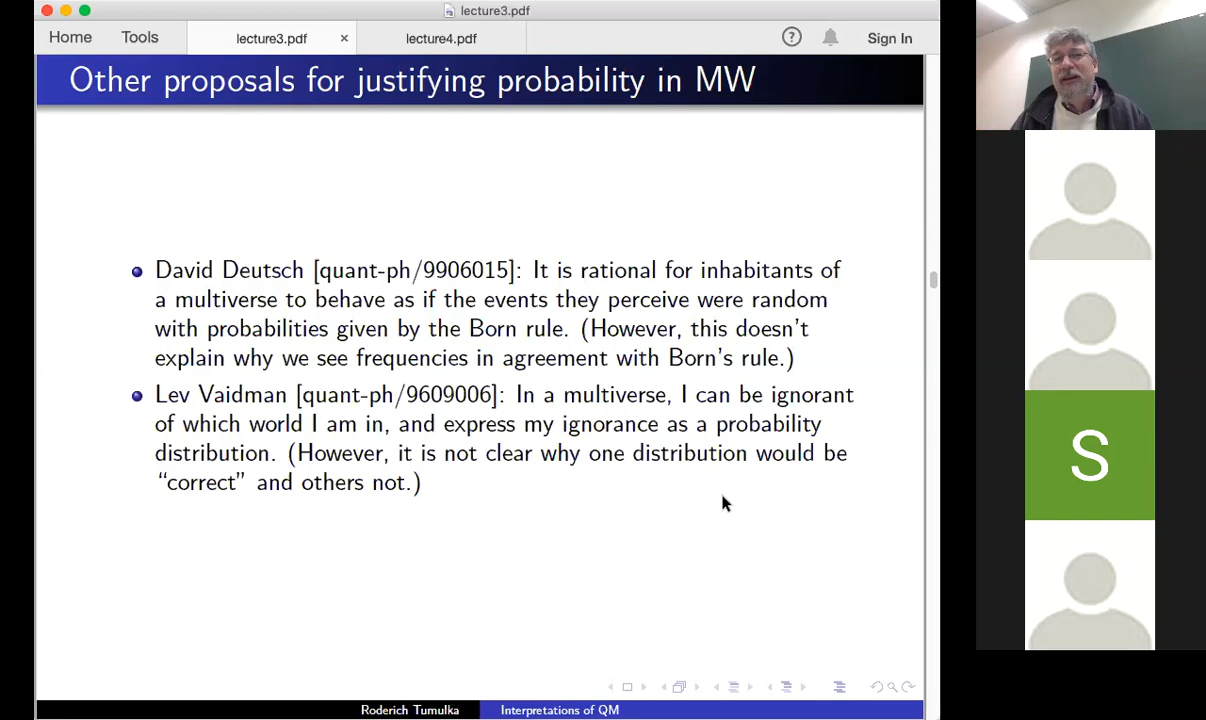 lecture3.pdf
Home
Tools
lecture3.pdf
×
lecture4.pdf
?
Sign In
Other proposals for justifying probability in MW
David Deutsch [quant-ph/9906015]: It is rational for inhabitants of
a multiverse to behave as if the events they perceive were random
with probabilities given by the Born rule. (However, this doesn't
explain why we see frequencies in agreement with Born's rule.)
Lev Vaidman [quant-ph/9609006]: In a multiverse, I can be ignorant
of which world I am in, and express my ignorance as a probability
distribution. (However, it is not clear why one distribution would be
“correct” and others not.)
S
Roderich Tumulka
Interpretations of QM